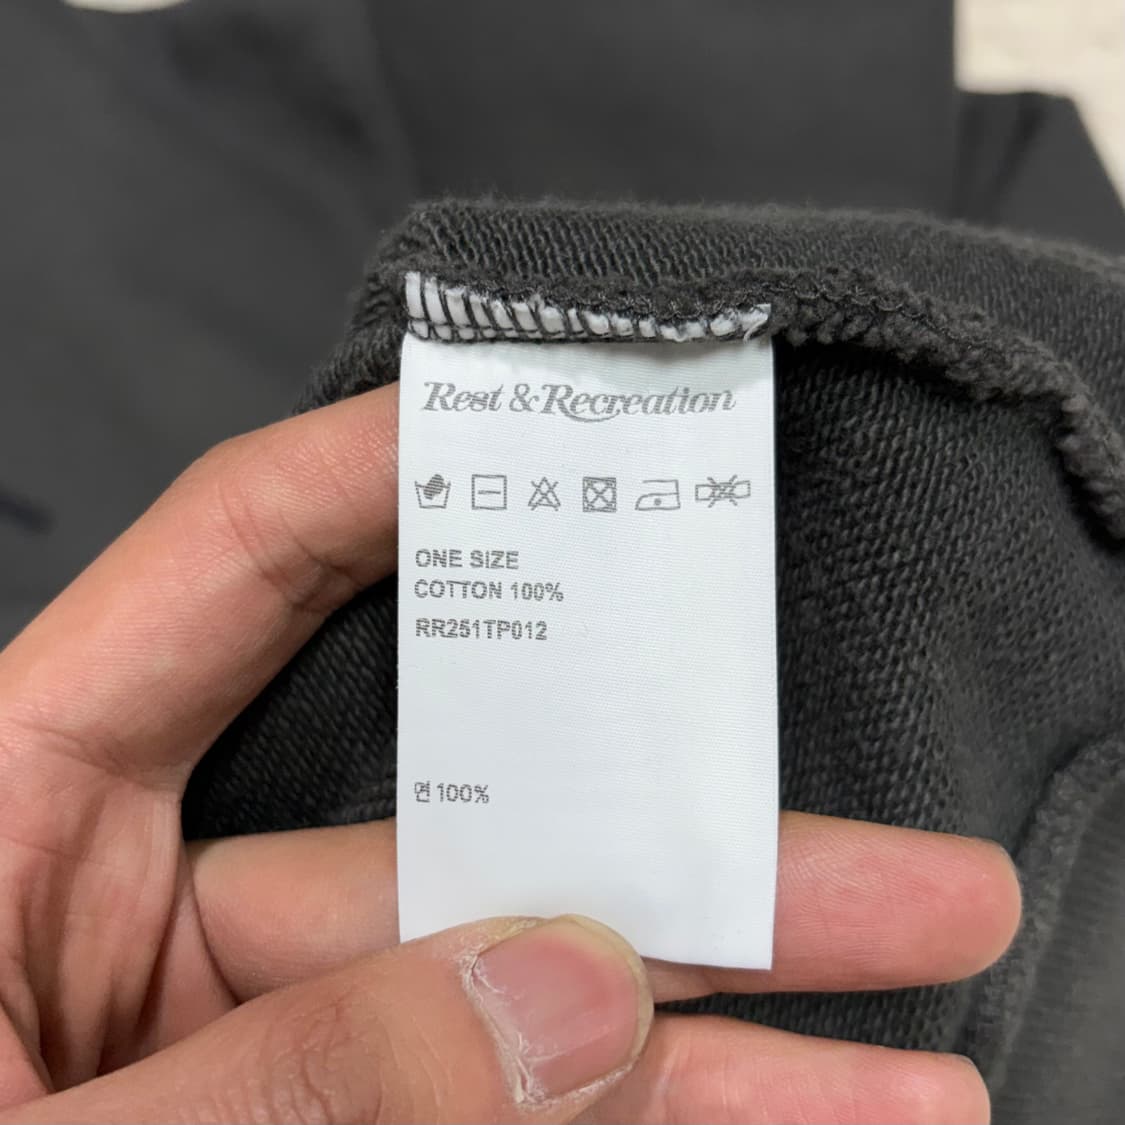 Rest & Recreation
ONE SIZE
COTTON 100%
RR251TP012
면 100%